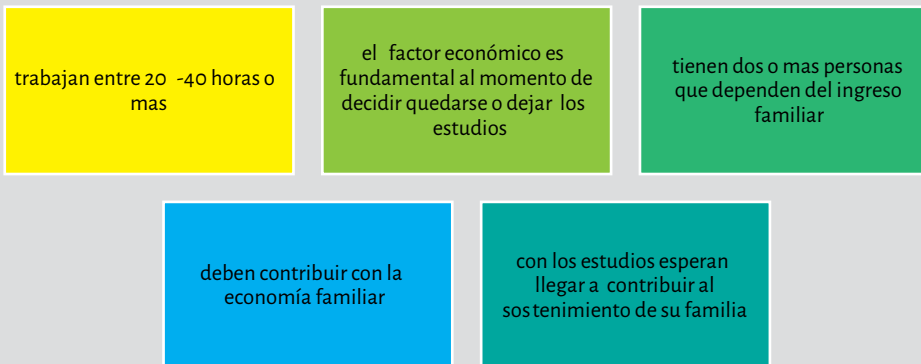 trabajan entre 20 -40 horas o
mas
el factor económico es
fundamental al momento de
decidir quedarse o dejar los
estudios
tienen dos o mas personas
que dependen del ingreso
familiar
deben contribuir con la
economía familiar
con los estudios esperan
llegar a contribuir al
sostenimiento de su familia